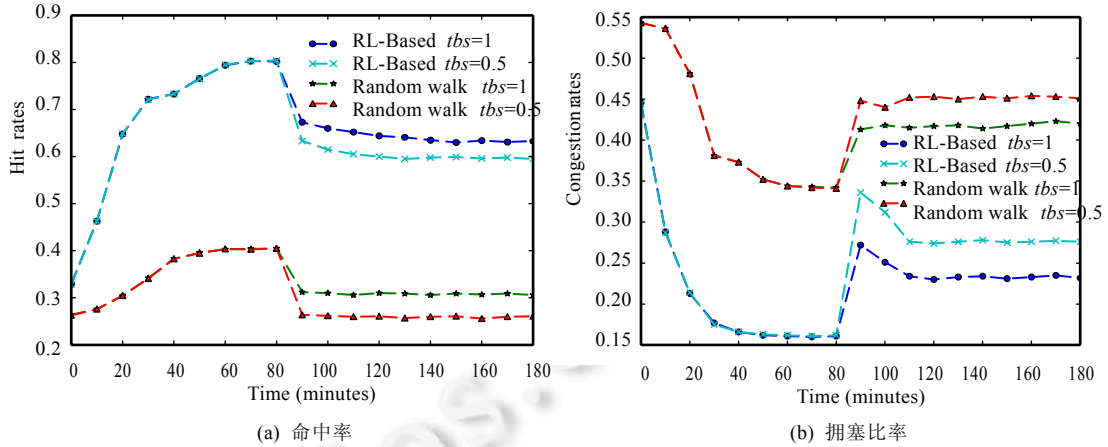 0.9
0.8
0.7
0.6
0.5
0.4
0.3
0.2
Hit rates
RL-Based tbs=1
RL-Based tbs=0.5
Random walk tbs=1
Random walk tbs=0.5
0 20 40 60 80 100 120 140 160 180
Time (minutes)
(a) 命中率
0.55
0.50
0.45
0.40
0.35
0.30
0.25
0.20
0.15
Congestionnates
RL-Based tbs=1
RL-Based tbs=0.5
Random walk tbs=1
Random walk tbs=0.5
0 20 40 60 80 100 120 140 160 180
Time (minutes)
(b) 拥塞比率